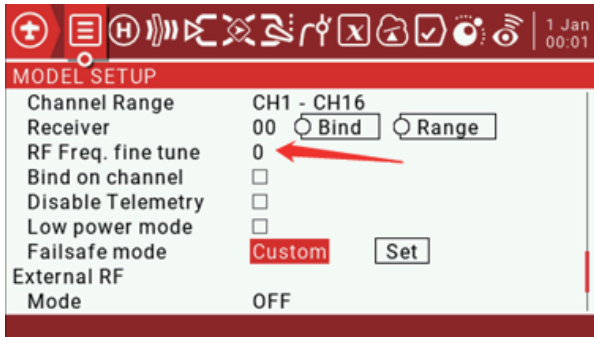 1 Jan
00:01
MODEL SETUP
Channel Range CH1 - CH16
Receiver 00 Bind Range
RF Freq. fine tune 0
Bind on channel
Disable Telemetry
Low power mode
Failsafe mode Custom Set
External RF
Mode OFF